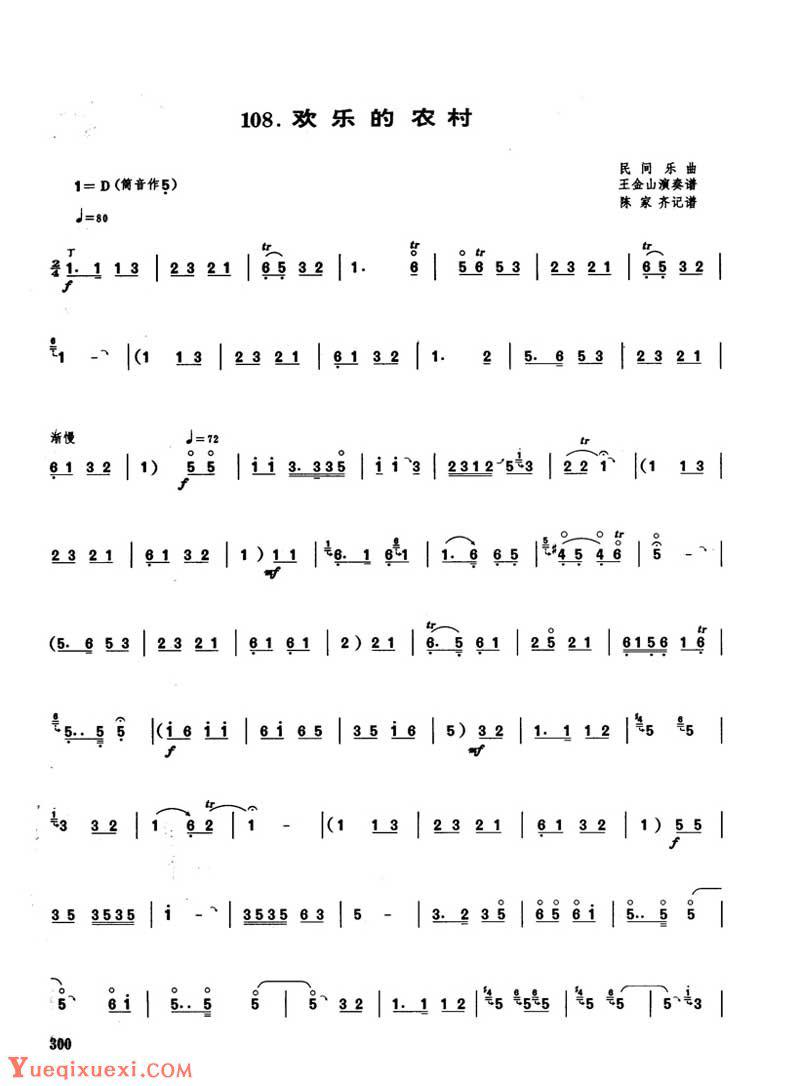 108. 欢乐的农村
民间乐曲
1=D (筒音作5)
王金山演奏谱
♩=80
陈家齐记谱
2/4 1. 1 1 3 | 2 3 2 1 | 6 5 3 2 | 1. 6 | 5 6 5 3 | 2 3 2 1 | 6 5 3 2 |
1 - | (1 1 3 | 2 3 2 1 | 6 1 3 2 | 1. 2 | 5. 6 5 3 | 2 3 2 1 |
渐慢 ♩=72
6 1 3 2 | 1) 5 5 | i i 3. 3 3 5 | i i 3 | 2 3 1 2 5 3 | 2 2 1 | (1 1 3 |
2 3 2 1 | 6 1 3 2 | 1) 1 1 | 6. 1 6 1 | 1. 6 6 5 | #4 5 4 6 | 5 - |
(5. 6 5 3 | 2 3 2 1 | 6 1 6 1 | 2) 2 1 | 6. 5 6 1 | 2 5 2 1 | 6 1 5 6 1 6 |
5.. 5 5 | (i 6 i i | 6 i 6 5 | 3 5 i 6 | 5) 3 2 | 1. 1 1 2 | 5 5 |
3 3 2 | 1 6 2 | 1 - | (1 1 3 | 2 3 2 1 | 6 1 3 2 | 1) 5 5 |
3 5 3 5 3 5 | i - | 3 5 3 5 6 3 | 5 - | 3. 2 3 5 | 6 5 6 i | 5.. 5 5 |
5 6 i | 5.. 5 | 5 | 5 3 2 | 1. 1 1 2 | 5 5 5 | 5 5 | 5 3 |
300
Yueqixuexi.com